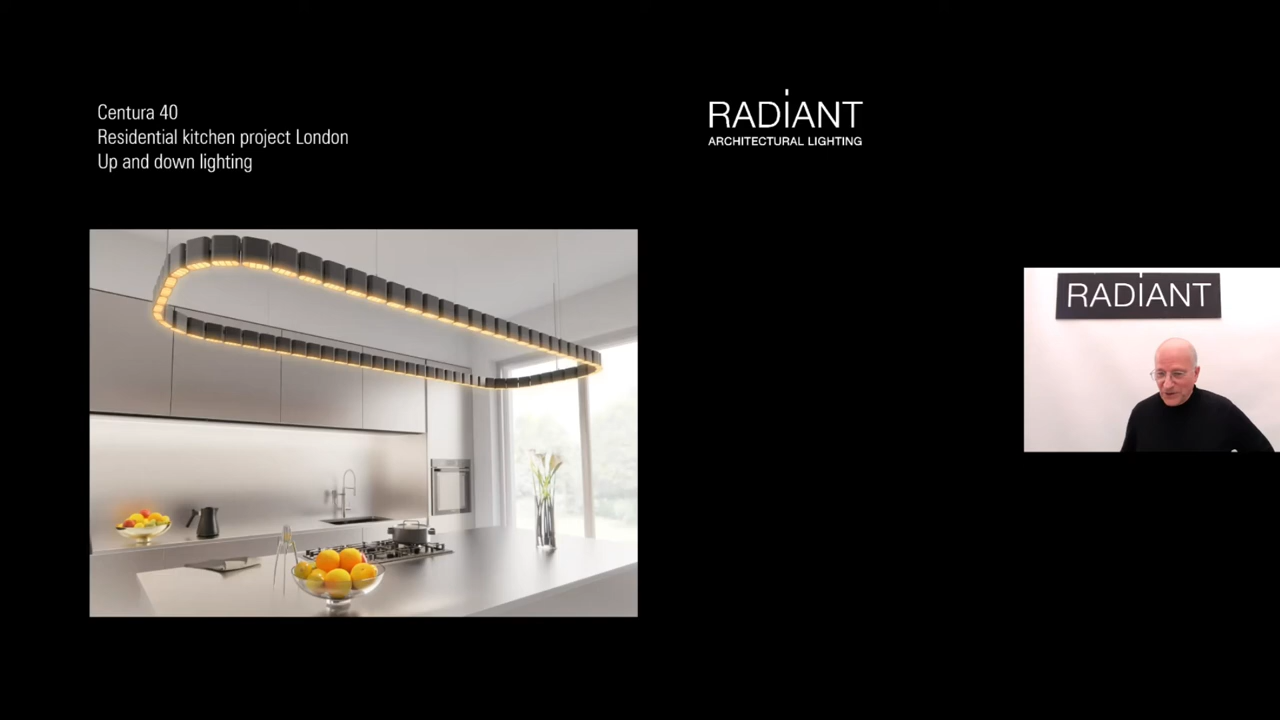 Centura 40
Residential kitchen project London
Up and down lighting
RADiANT
ARCHITECTURAL LIGHTING
RADiANT